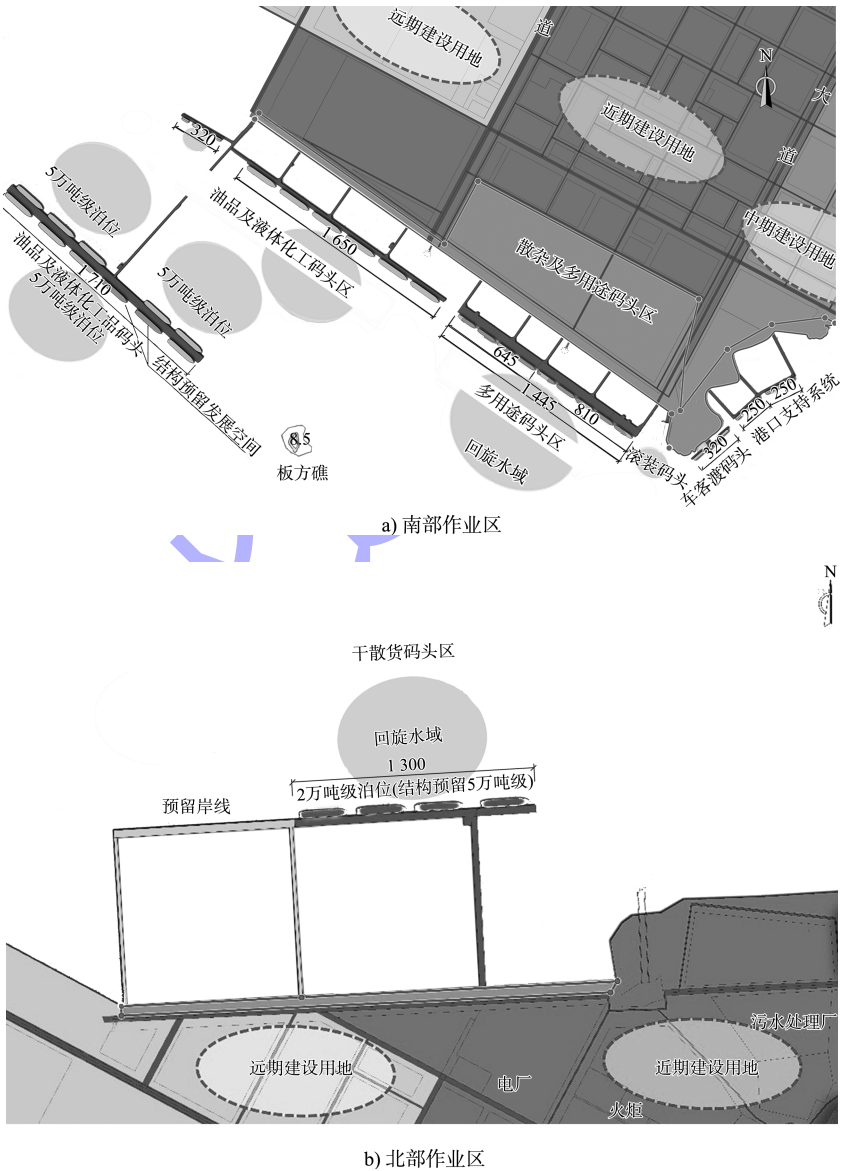 远期建设用地
道
N
大
近期建设用地
道
320
5万吨级泊位
中期建设用地
油品及液体化工码头区
1 650
散杂及多用途码头区
1 710
油品及液体化工品码头
5万吨级泊位
5万吨级泊位
结构预留发展空间
645
1 445
810
多用途码头区
回旋水域
滚装码头
320
车客渡码头
250
250
港口支持系统
8.5
板方礁
a) 南部作业区
N
干散货码头区
回旋水域
1 300
2万吨级泊位(结构预留5万吨级)
预留岸线
污水处理厂
远期建设用地
近期建设用地
电厂
火炬
b) 北部作业区